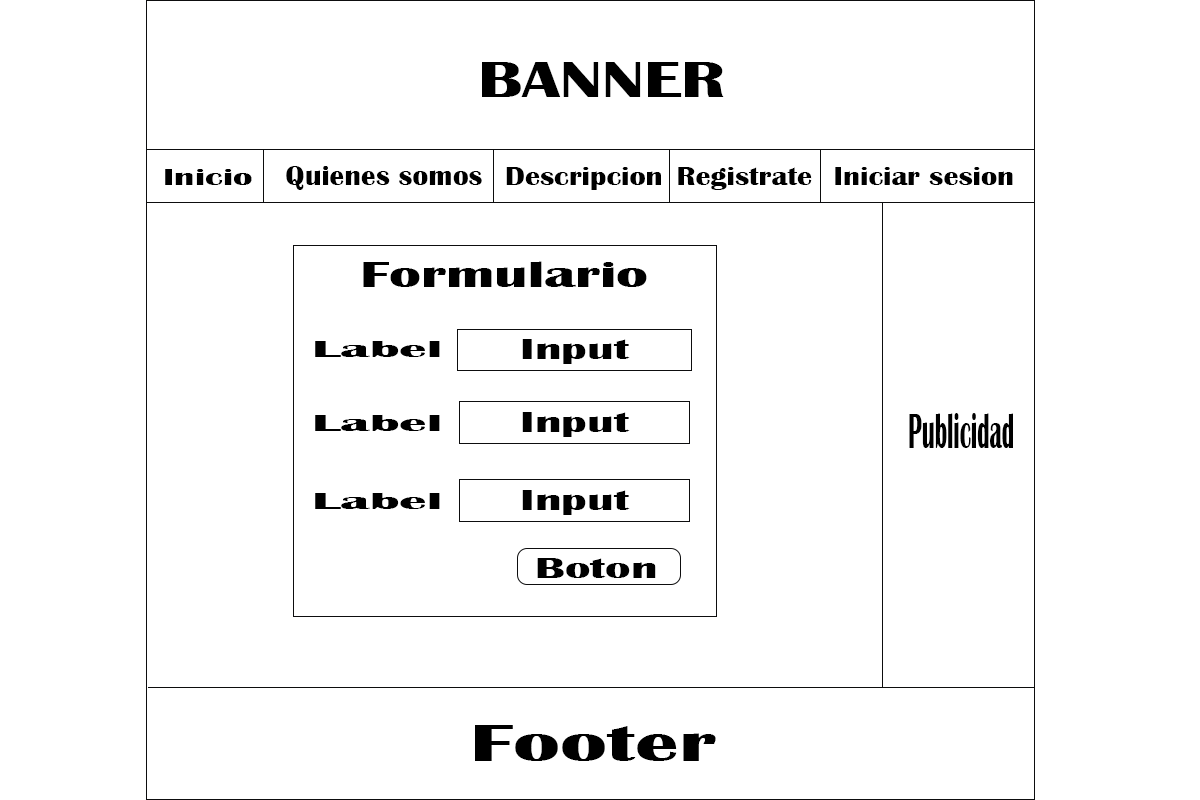 BANNER
Inicio Quienes somos Descripcion Registrate Iniciar sesion
Formulario
Label Input
Label Input
Label Input
Boton
Publicidad
Footer